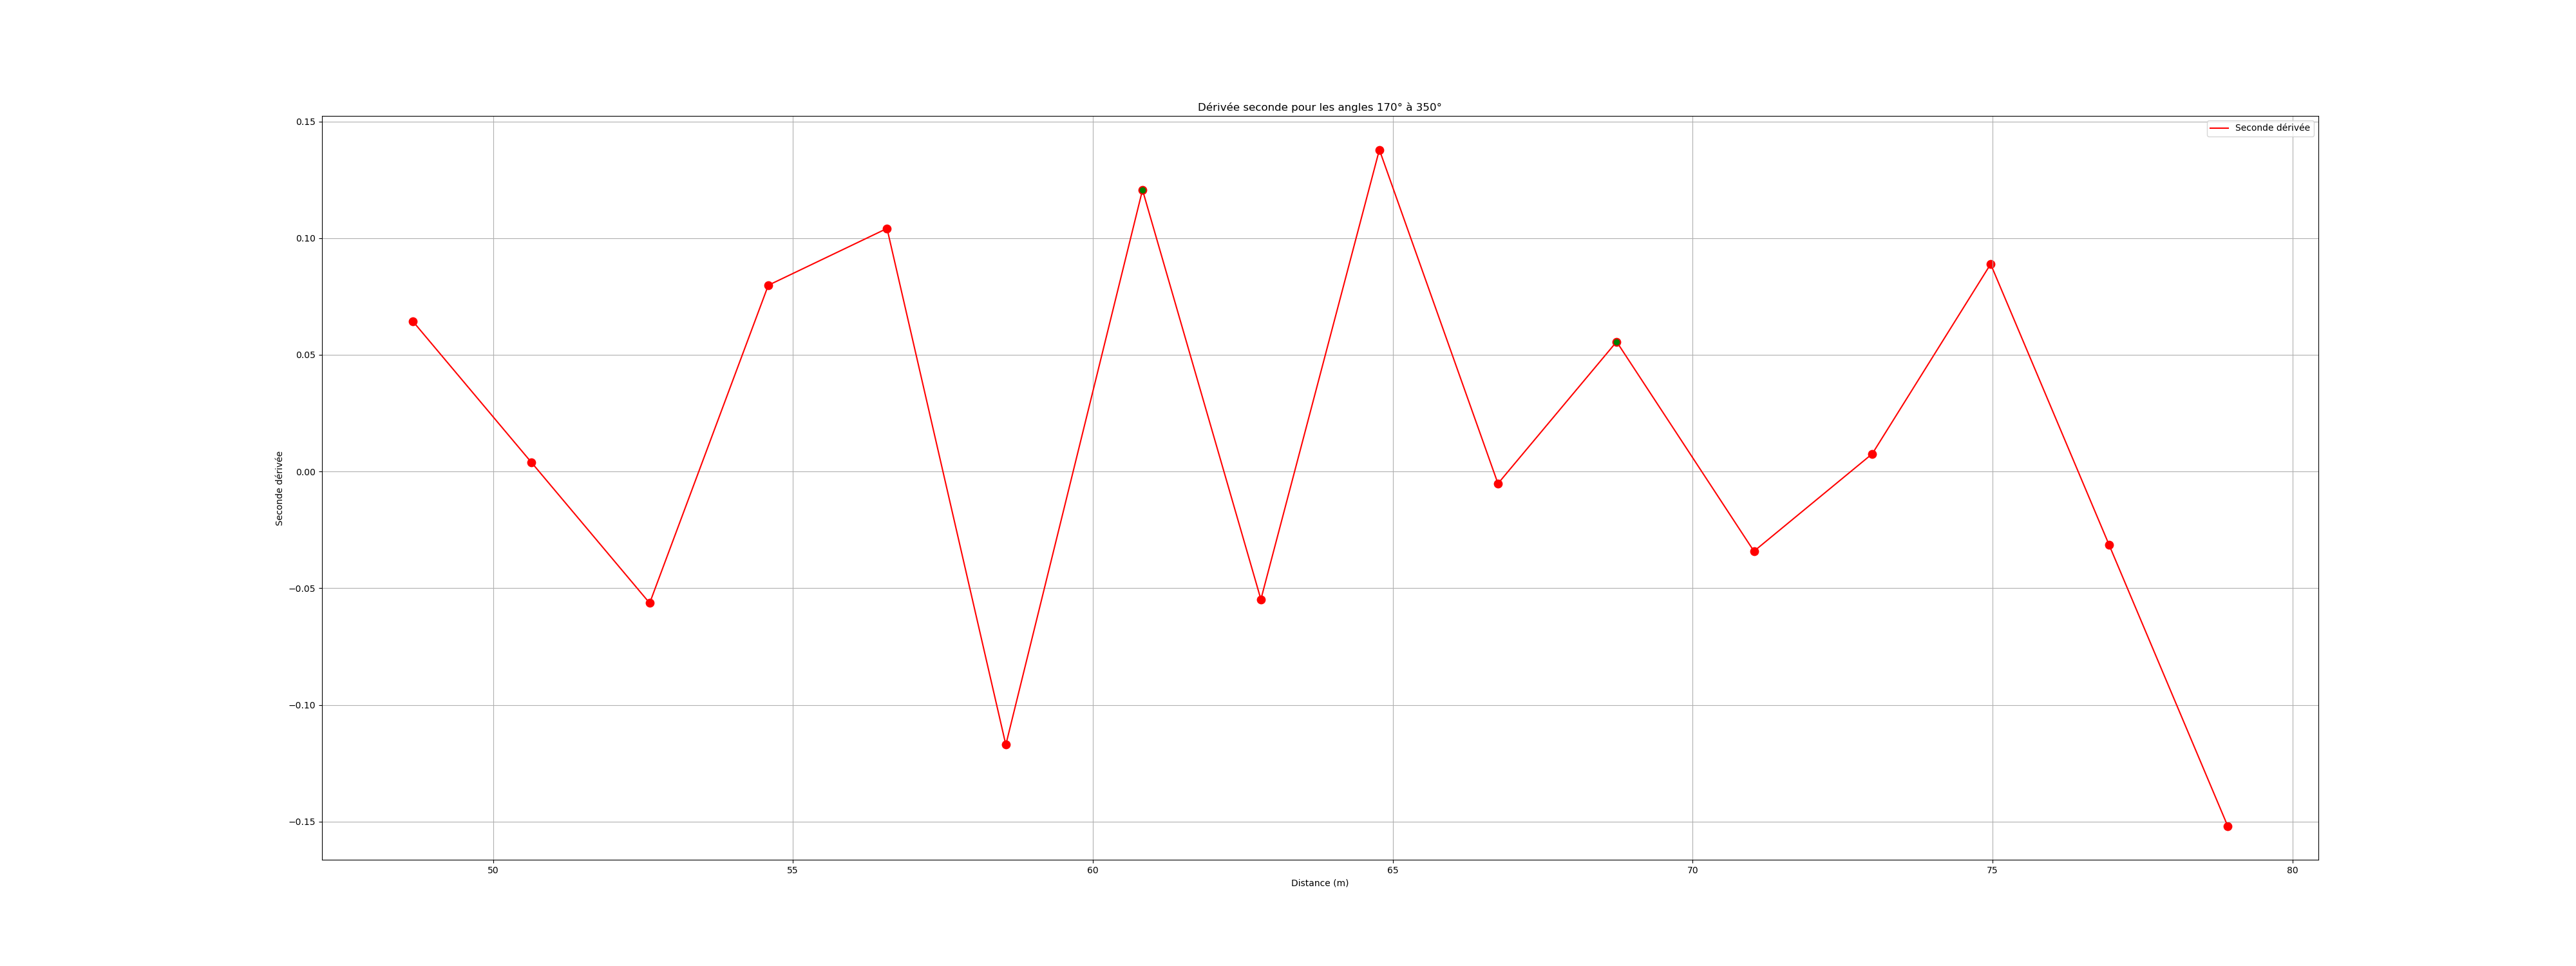 Dérivée seconde pour les angles 170° à 350°
Seconde dérivée
0.15
0.10
0.05
0.00
−0.05
−0.10
−0.15
Seconde dérivée
50 55 60 65 70 75 80
Distance (m)